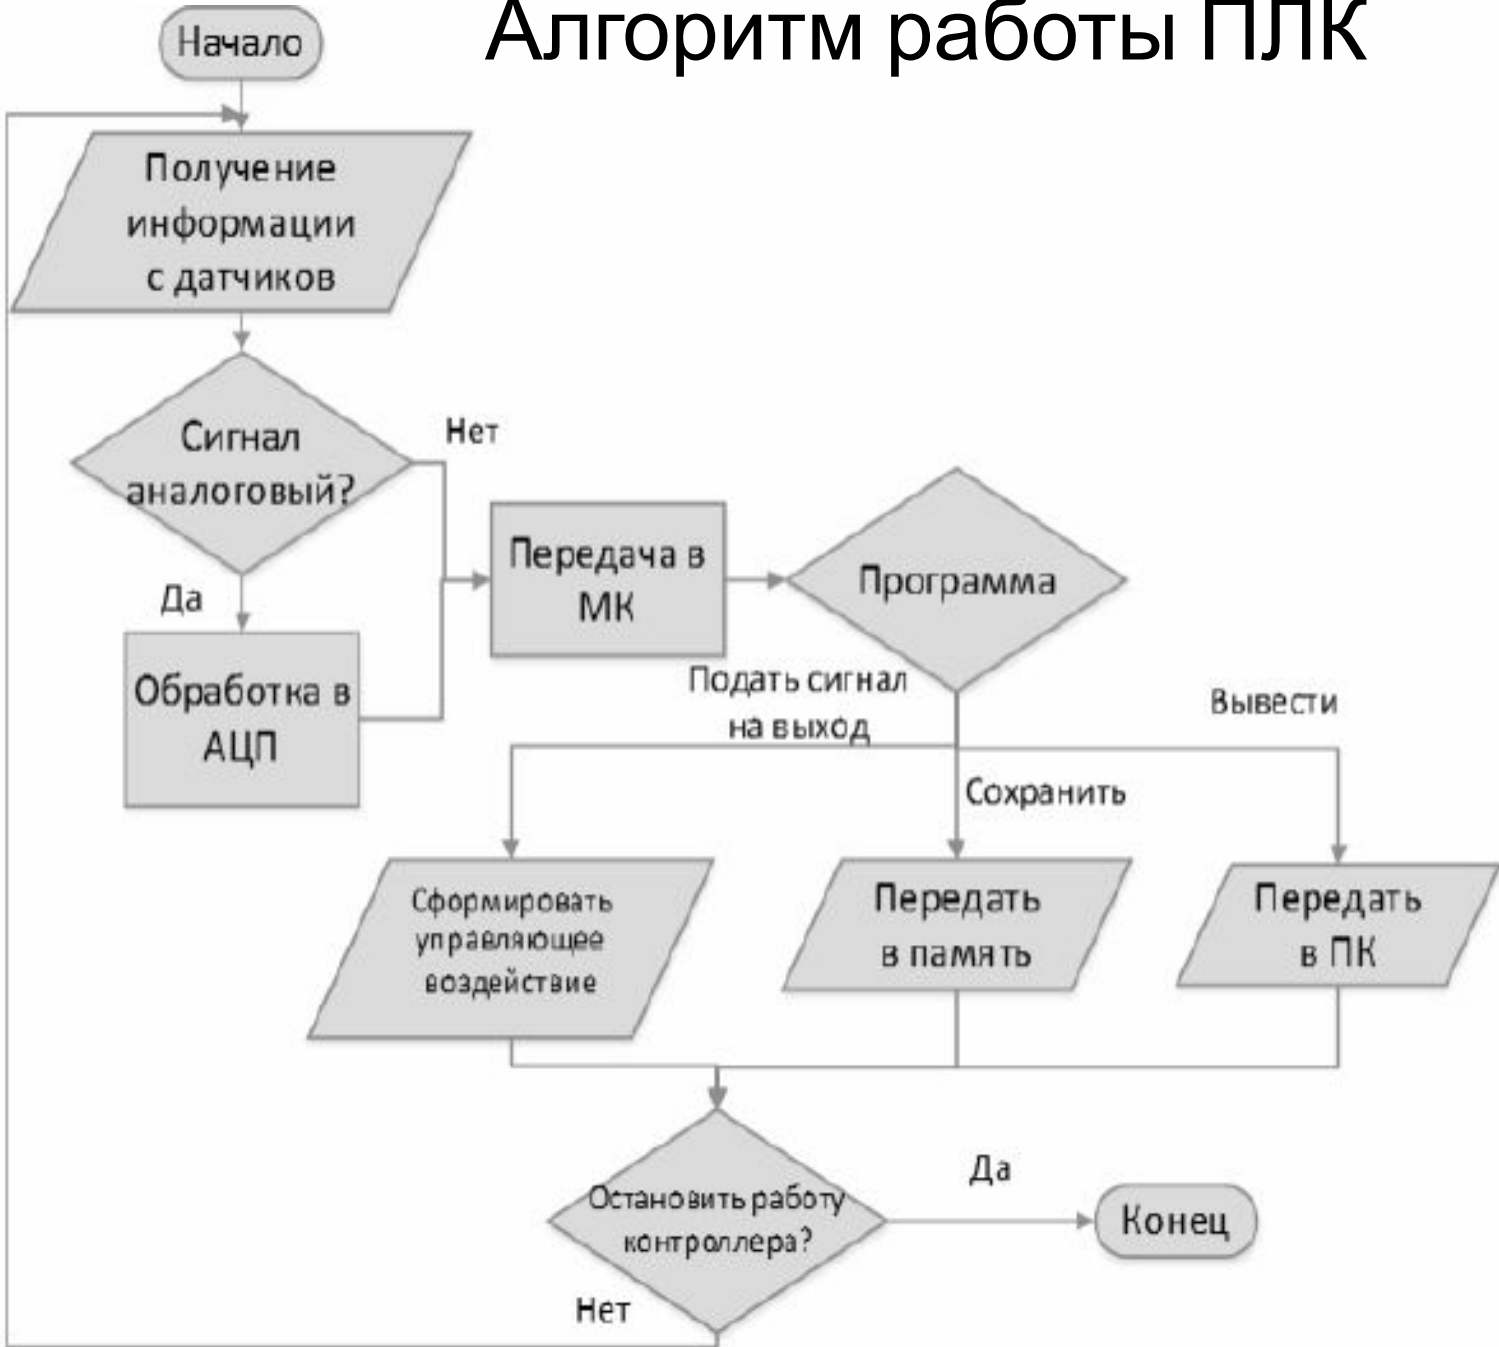 Алгоритм работы ПЛК
Начало
Получение
информации
с датчиков
Сигнал
аналоговый?
Нет
Да
Обработка в
АЦП
Передача в
МК
Программа
Подать сигнал
на выход
Сохранить
Вывести
Сформировать
управляющее
воздействие
Передать
в память
Передать
в ПК
Остановить работу
контроллера?
Да
Конец
Нет